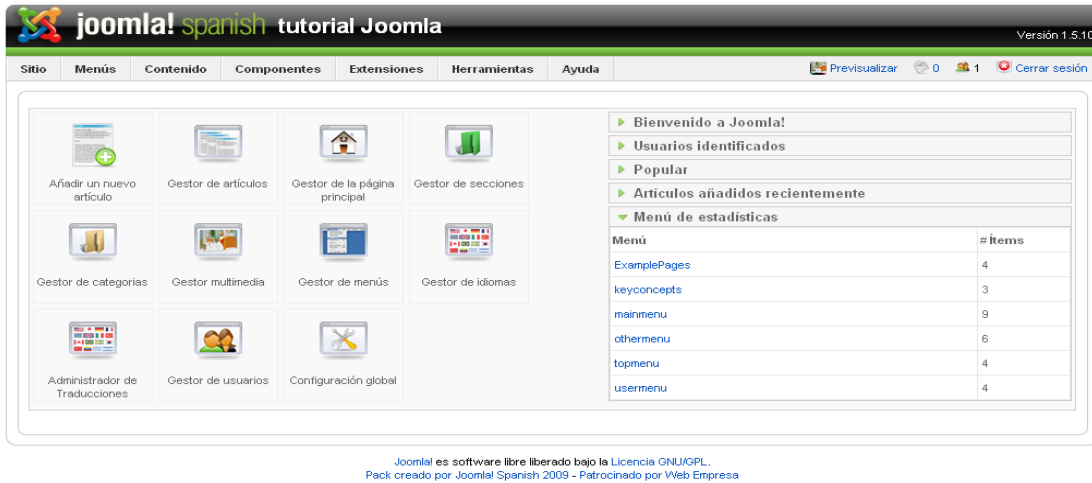 joomla! spanish tutorial Joomla
Versión 1.5.10
Sitio Menús Contenido Componentes Extensiones Herramientas Ayuda Previsualizar 0 1 Cerrar sesión
Añadir un nuevo
artículo
Gestor de artículos
Gestor de la página
principal
Gestor de secciones
Gestor de categorias
Gestor multimedia
Gestor de menús
Gestor de idiomas
Administrador de
Traducciones
Gestor de usuarios
Configuración global
Bienvenido a Joomla!
Usuarios identificados
Popular
Artículos añadidos recientemente
Menú de estadísticas
Menú # Ítems
ExamplePages 4
keyconcepts 3
mainmenu 9
othermenu 6
topmenu 4
usermenu 4
Joomla! es software libre liberado bajo la Licencia GNU/GPL.
Pack creado por Joomla! Spanish 2009 - Patrocinado por Web Empresa